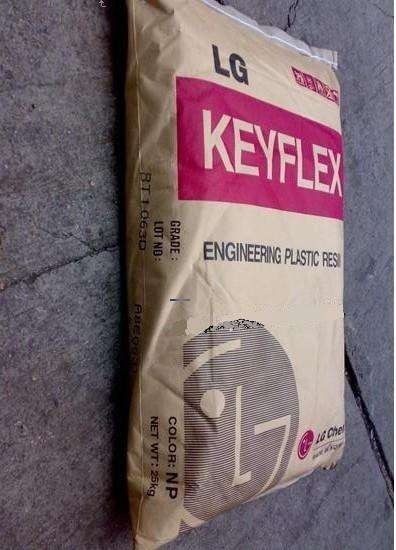 LG
KEYFLEX
ENGINEERING PLASTIC RESIN
LG Chem
GRADE :
LOT NO:
BT1063D
COLOR: NP
NET WT: 25kg